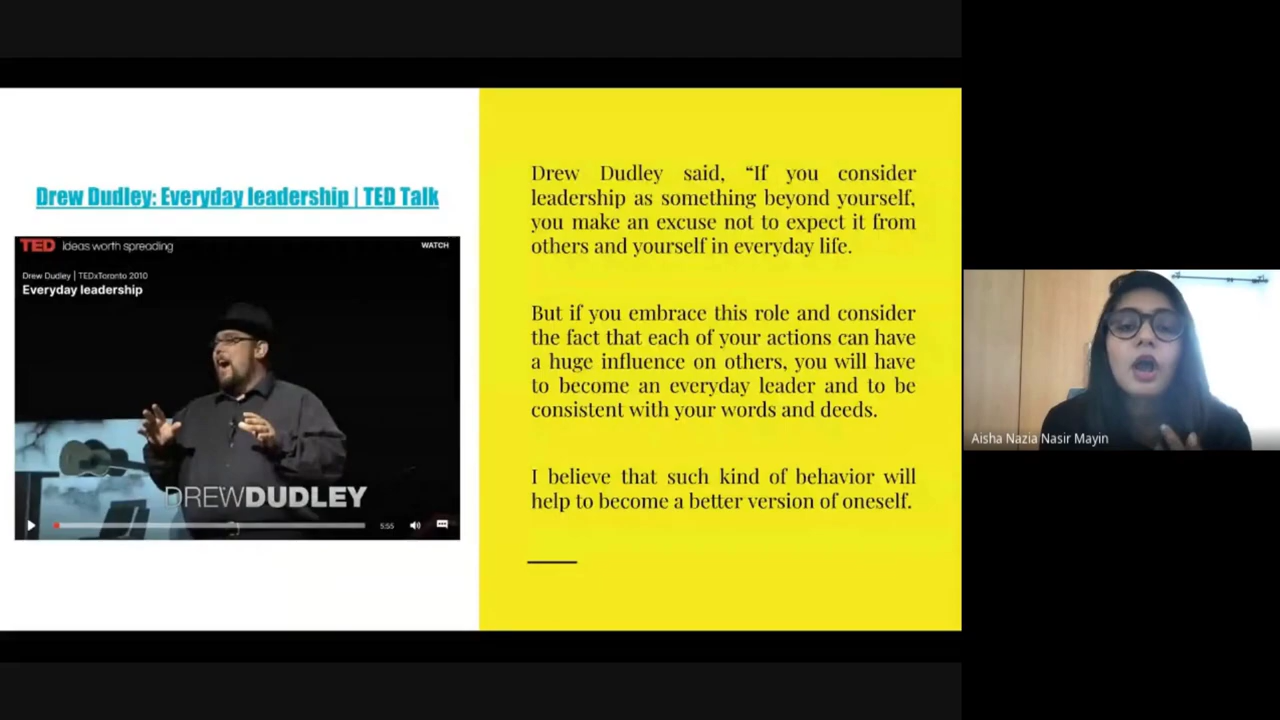 Drew Dudley: Everyday leadership | TED Talk
TED Ideas worth spreading
WATCH
Drew Dudley | TEDxToronto 2010
Everyday leadership
DREWDUDLEY
5:55
Drew Dudley said, “If you consider
leadership as something beyond yourself,
you make an excuse not to expect it from
others and yourself in everyday life.
But if you embrace this role and consider
the fact that each of your actions can have
a huge influence on others, you will have
to become an everyday leader and to be
consistent with your words and deeds.
I believe that such kind of behavior will
help to become a better version of oneself.
Aisha Nazia Nasir Mayin